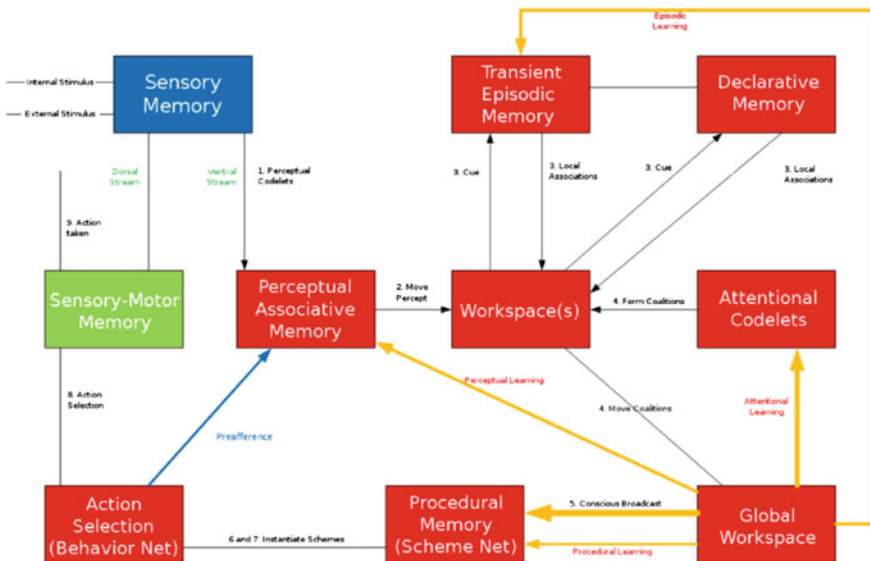 Episodic
Learning
Sensory
Memory
Transient
Episodic
Memory
Declarative
Memory
Internal Stimulus
External Stimulus
Dorsal
Stream
Ventral
Stream
1. Perceptual
Codelets
3. Cue
3. Local
Associations
3. Cue
3. Local
Associations
9. Action
taken
Sensory-Motor
Memory
Perceptual
Associative
Memory
2. Move
Percept
Workspace(s)
4. Form Coalitions
Attentional
Codelets
8. Action
Selection
Preafference
Perceptual Learning
4. Move Coalitions
Attentional
Learning
Action
Selection
(Behavior Net)
6 and 7 Instantiate Schemes
Procedural
Memory
(Scheme Net)
5. Conscious Broadcast
Procedural Learning
Global
Workspace